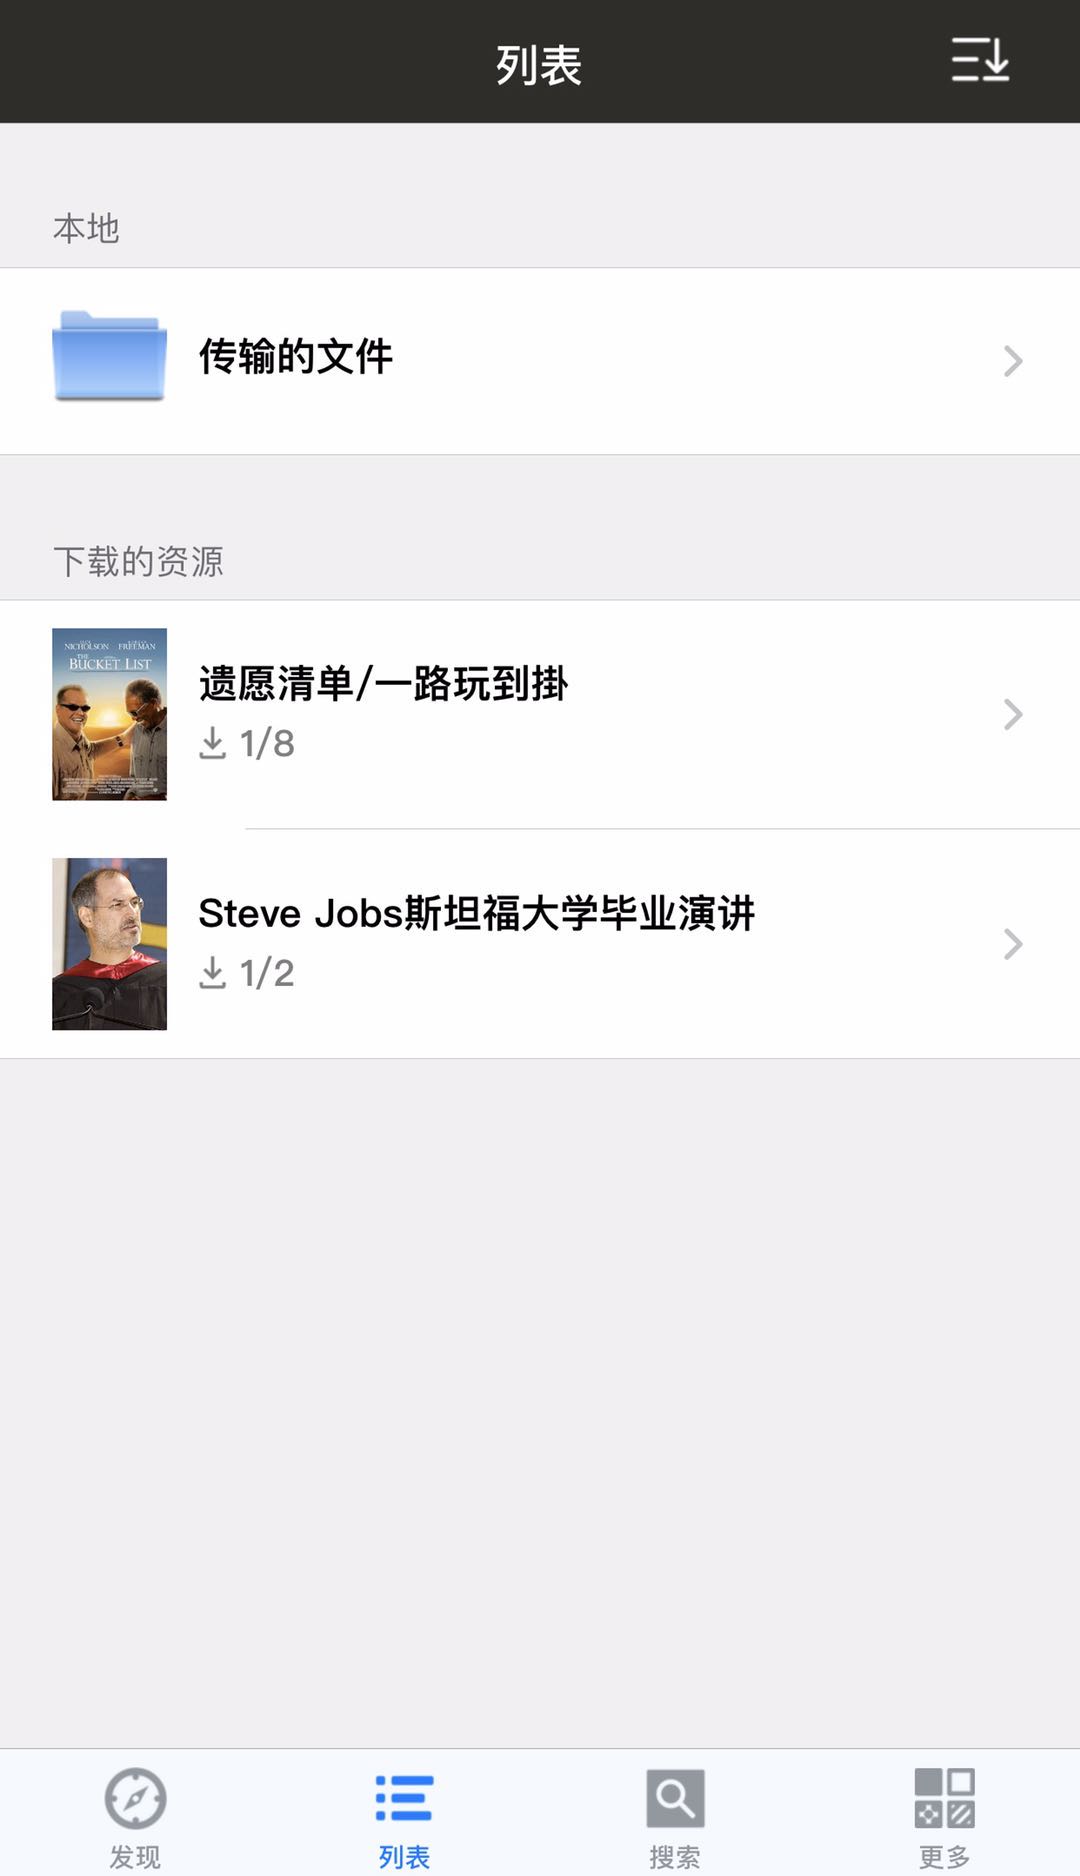 列表
本地
传输的文件
下载的资源
NICHOLSON FREEMAN
THE
BUCKET LIST
遗愿清单/一路玩到掛
1/8
Steve Jobs斯坦福大学毕业演讲
1/2
发现 列表 搜索 更多